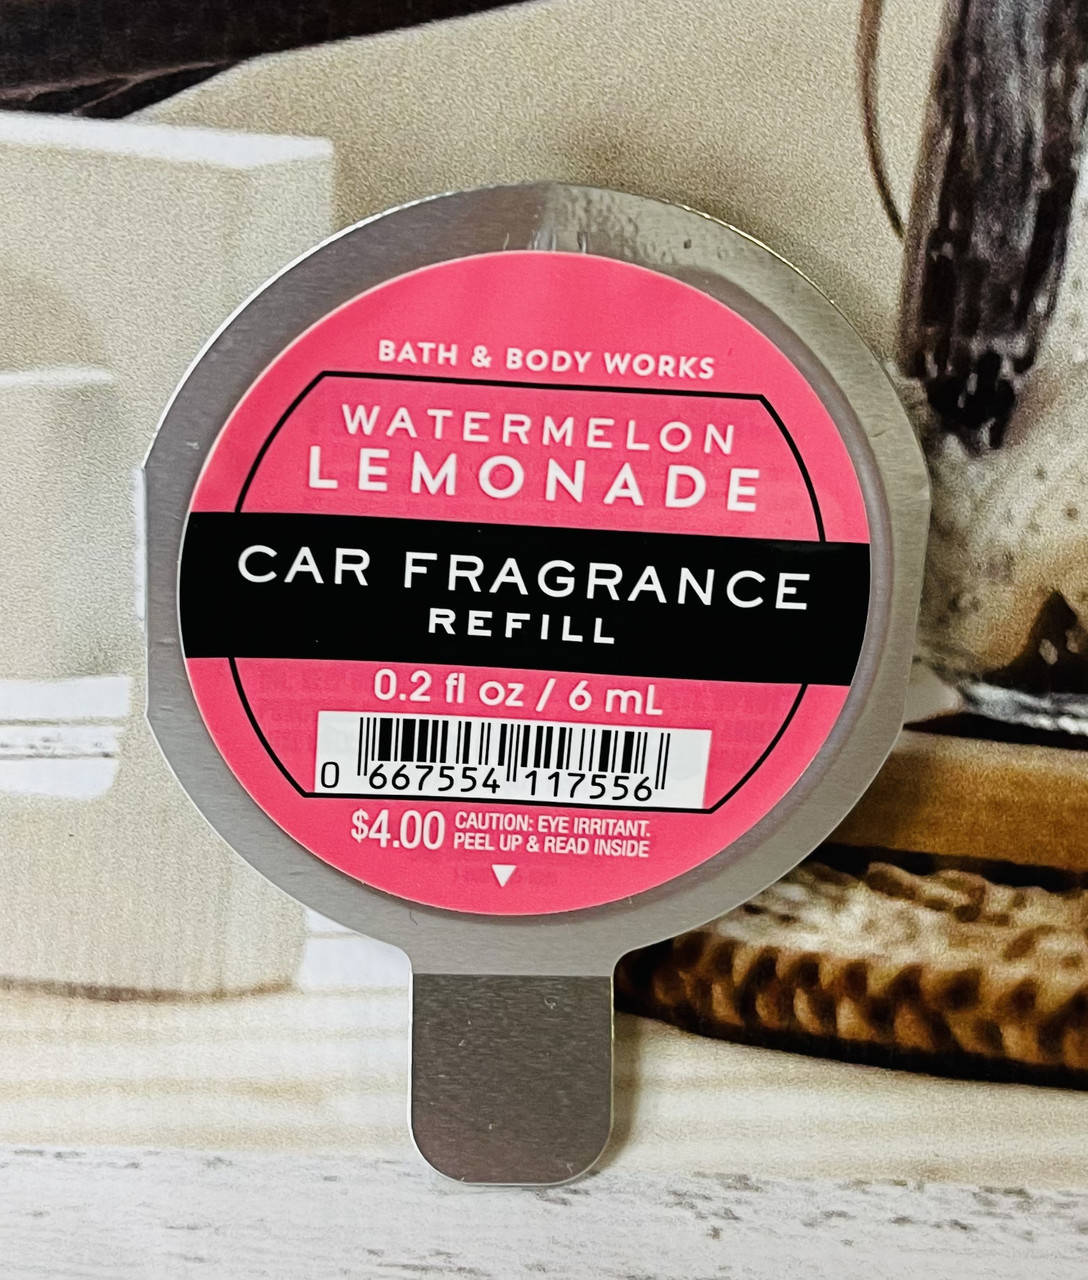 BATH & BODY WORKS
WATERMELON
LEMONADE
CAR FRAGRANCE
REFILL
0.2 fl oz / 6 mL
0 667554 117556
$4.00 CAUTION: EYE IRRITANT.
PEEL UP & READ INSIDE